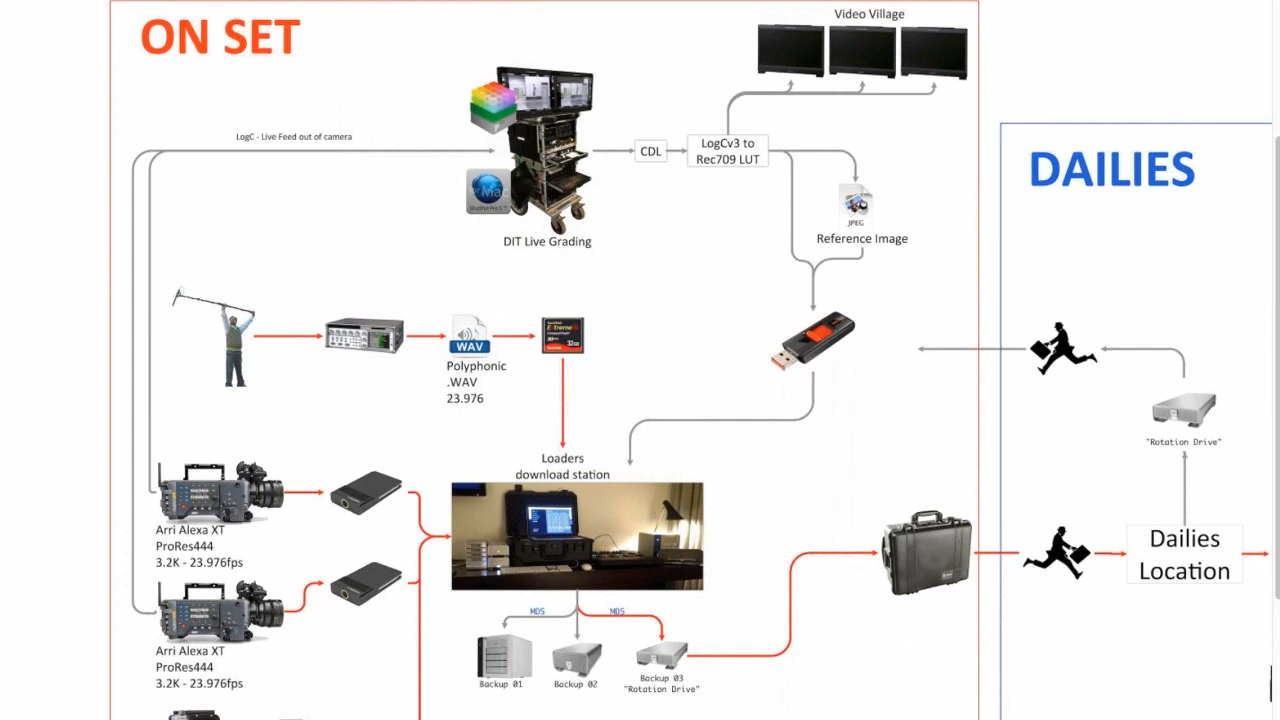 ON SET
Video Village
LogC - Live Feed out of camera
CDL
LogCv3 to
Rec709 LUT
DAILIES
JPEG
DIT Live Grading
Reference Image
Extreme
32GB
WAV
Polyphonic
.WAV
23.976
"Rotation Drive"
Loaders
download station
Arri Alexa XT
ProRes444
3.2K - 23.976fps
Dailies
Location
Arri Alexa XT
ProRes444
3.2K - 23.976fps
MD5
MD5
Backup 01
Backup 02
Backup 03
"Rotation Drive"